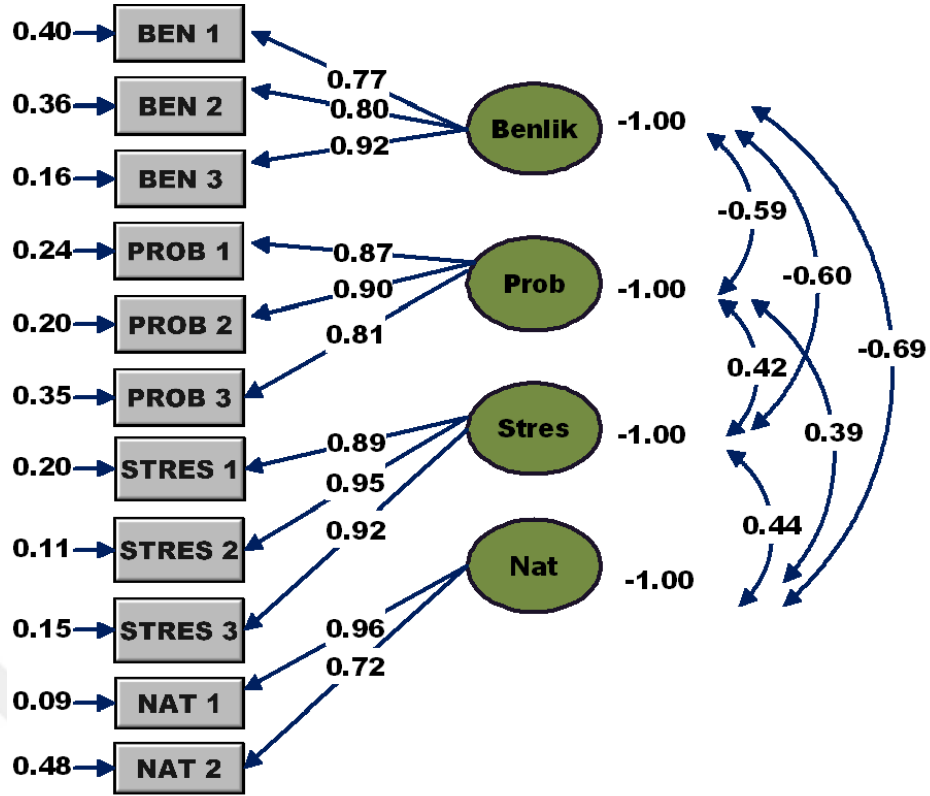 0.40 BEN 1
0.77
0.36 BEN 2
0.80
Benlik -1.00
0.92
0.16 BEN 3
-0.59
0.24 PROB 1
0.87
-0.60
0.90
Prob -1.00
0.20 PROB 2
0.81
-0.69
0.42
0.35 PROB 3
0.39
0.89
Stres -1.00
0.20 STRES 1
0.95
0.92
0.44
0.11 STRES 2
Nat -1.00
0.15 STRES 3
0.96
0.72
0.09 NAT 1
0.48 NAT 2